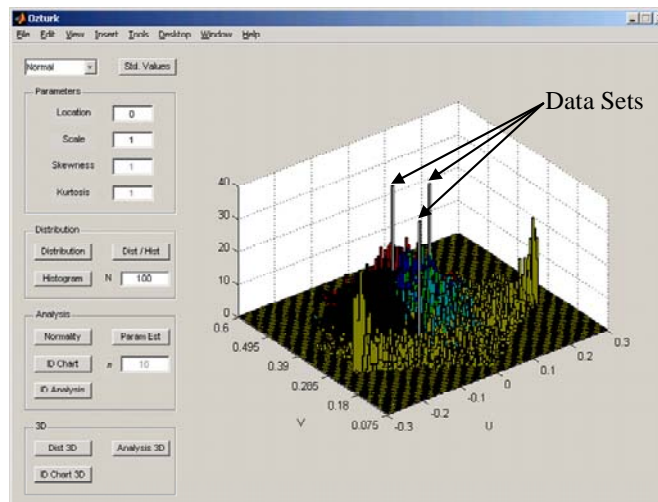 Ozturk
File Edit View Insert Tools Desktop Window Help
Normal Std. Values
Parameters
Location 0
Scale 1
Skewness 1
Kurtosis 1
Distribution
Distribution Dist / Hist
Histogram N 100
Analysis
Normality Param Est
ID Chart n 10
ID Analysis
3D
Dist 3D Analysis 3D
ID Chart 3D
Data Sets
40
30
20
10
0
0.6
0.495
0.39
0.285
0.18
0.075
V
-0.3
-0.2
-0.1
0
0.1
0.2
0.3
U